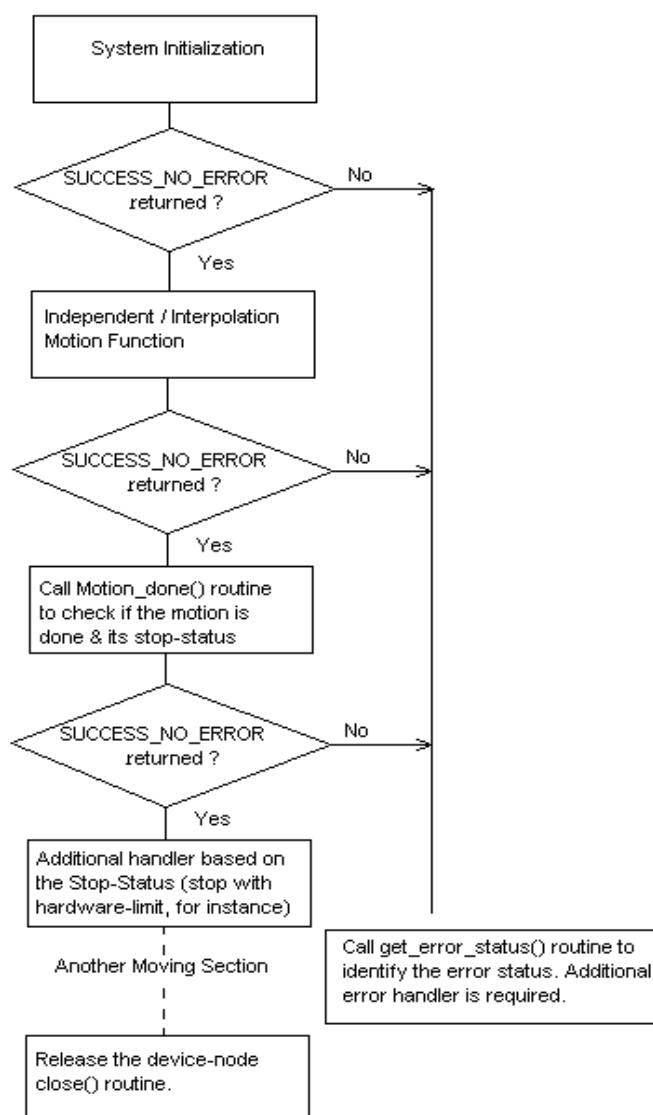 System Initialization
SUCCESS_NO_ERROR
returned ?
No
Yes
Independent / Interpolation
Motion Function
SUCCESS_NO_ERROR
returned ?
No
Yes
Call Motion_done() routine
to check if the motion is
done & its stop-status
SUCCESS_NO_ERROR
returned ?
No
Yes
Additional handler based on
the Stop-Status (stop with
hardware-limit, for instance)
Another Moving Section
Call get_error_status() routine to
identify the error status. Additional
error handler is required.
Release the device-node
close() routine.